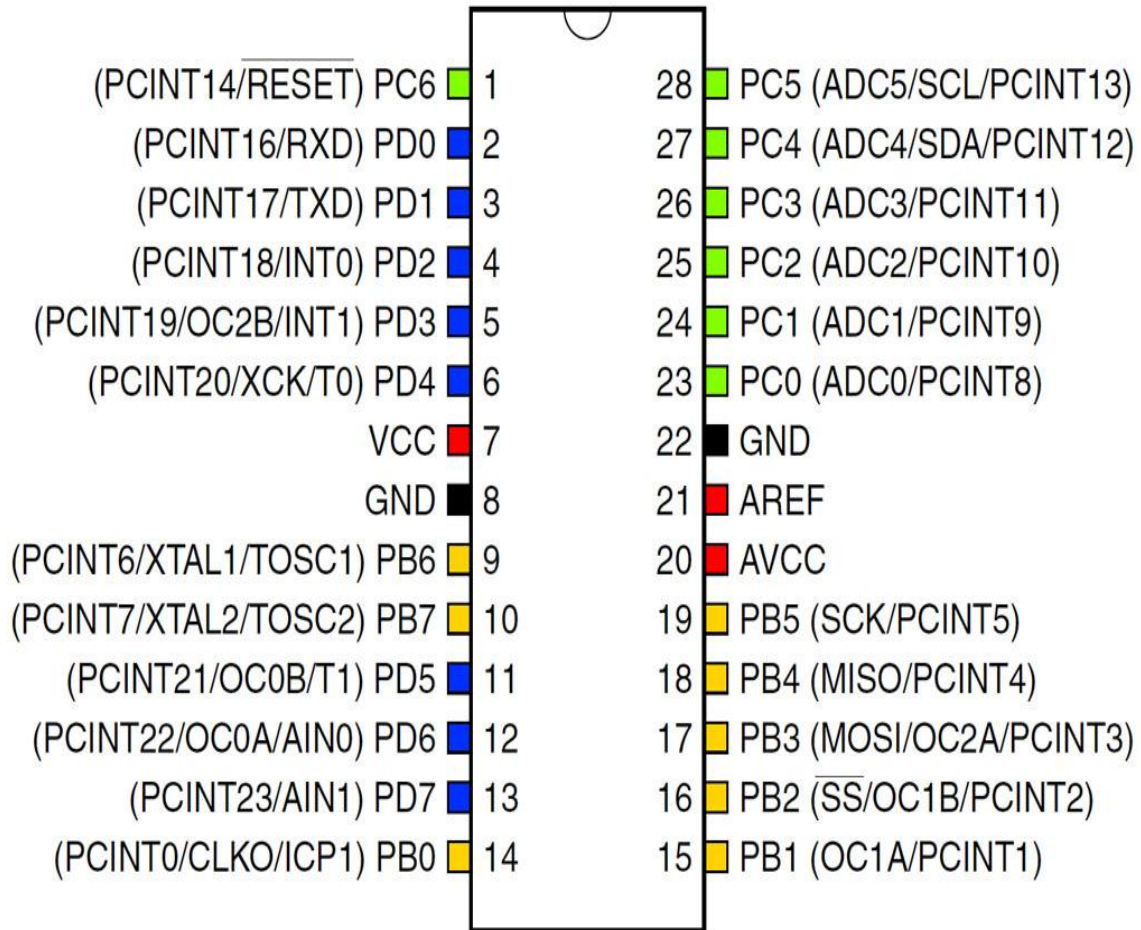 (PCINT14/RESET) PC6 1 28 PC5 (ADC5/SCL/PCINT13)
(PCINT16/RXD) PD0 2 27 PC4 (ADC4/SDA/PCINT12)
(PCINT17/TXD) PD1 3 26 PC3 (ADC3/PCINT11)
(PCINT18/INT0) PD2 4 25 PC2 (ADC2/PCINT10)
(PCINT19/OC2B/INT1) PD3 5 24 PC1 (ADC1/PCINT9)
(PCINT20/XCK/T0) PD4 6 23 PC0 (ADC0/PCINT8)
VCC 7 22 GND
GND 8 21 AREF
(PCINT6/XTAL1/TOSC1) PB6 9 20 AVCC
(PCINT7/XTAL2/TOSC2) PB7 10 19 PB5 (SCK/PCINT5)
(PCINT21/OC0B/T1) PD5 11 18 PB4 (MISO/PCINT4)
(PCINT22/OC0A/AIN0) PD6 12 17 PB3 (MOSI/OC2A/PCINT3)
(PCINT23/AIN1) PD7 13 16 PB2 (SS/OC1B/PCINT2)
(PCINT0/CLKO/ICP1) PB0 14 15 PB1 (OC1A/PCINT1)